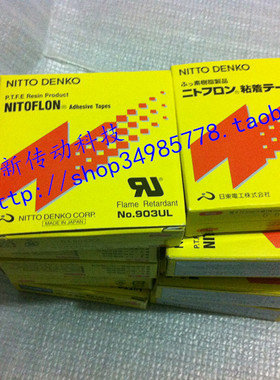 NITTO DENKO
P.T.F.E Resin Product
NITOFLON® Adhesive Tapes
Flame Retardant
No.903UL
NITTO DENKO CORP.
MADE IN JAPAN
NITTO DENKO
ふっ素樹脂製品
ニトフロン®粘着テー
日東電工株式会社
新传动科技
http://shop34985778.taobao